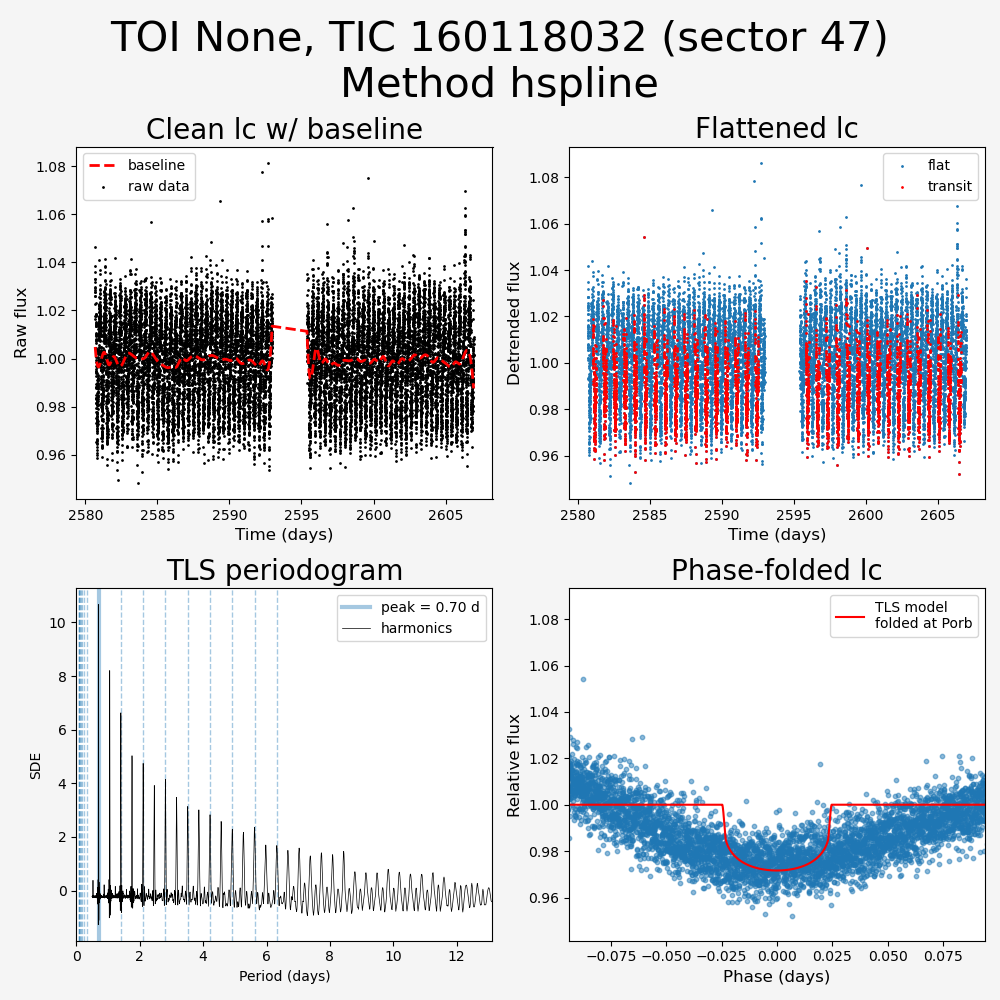 TOI None, TIC 160118032 (sector 47)
Method hspline
Clean lc w/ baseline
Flattened lc
baseline
raw data
flat
transit
Raw flux
1.08
1.06
1.04
1.02
1.00
0.98
0.96
2580
2585
2590
2595
2600
2605
Time (days)
Detrended flux
1.08
1.06
1.04
1.02
1.00
0.98
0.96
2580
2585
2590
2595
2600
2605
Time (days)
TLS periodogram
Phase-folded lc
peak = 0.70 d
harmonics
TLS model
folded at Porb
SDE
10
8
6
4
2
0
0
2
4
6
8
10
12
Period (days)
Relative flux
1.08
1.06
1.04
1.02
1.00
0.98
0.96
−0.075
−0.050
−0.025
0.000
0.025
0.050
0.075
Phase (days)